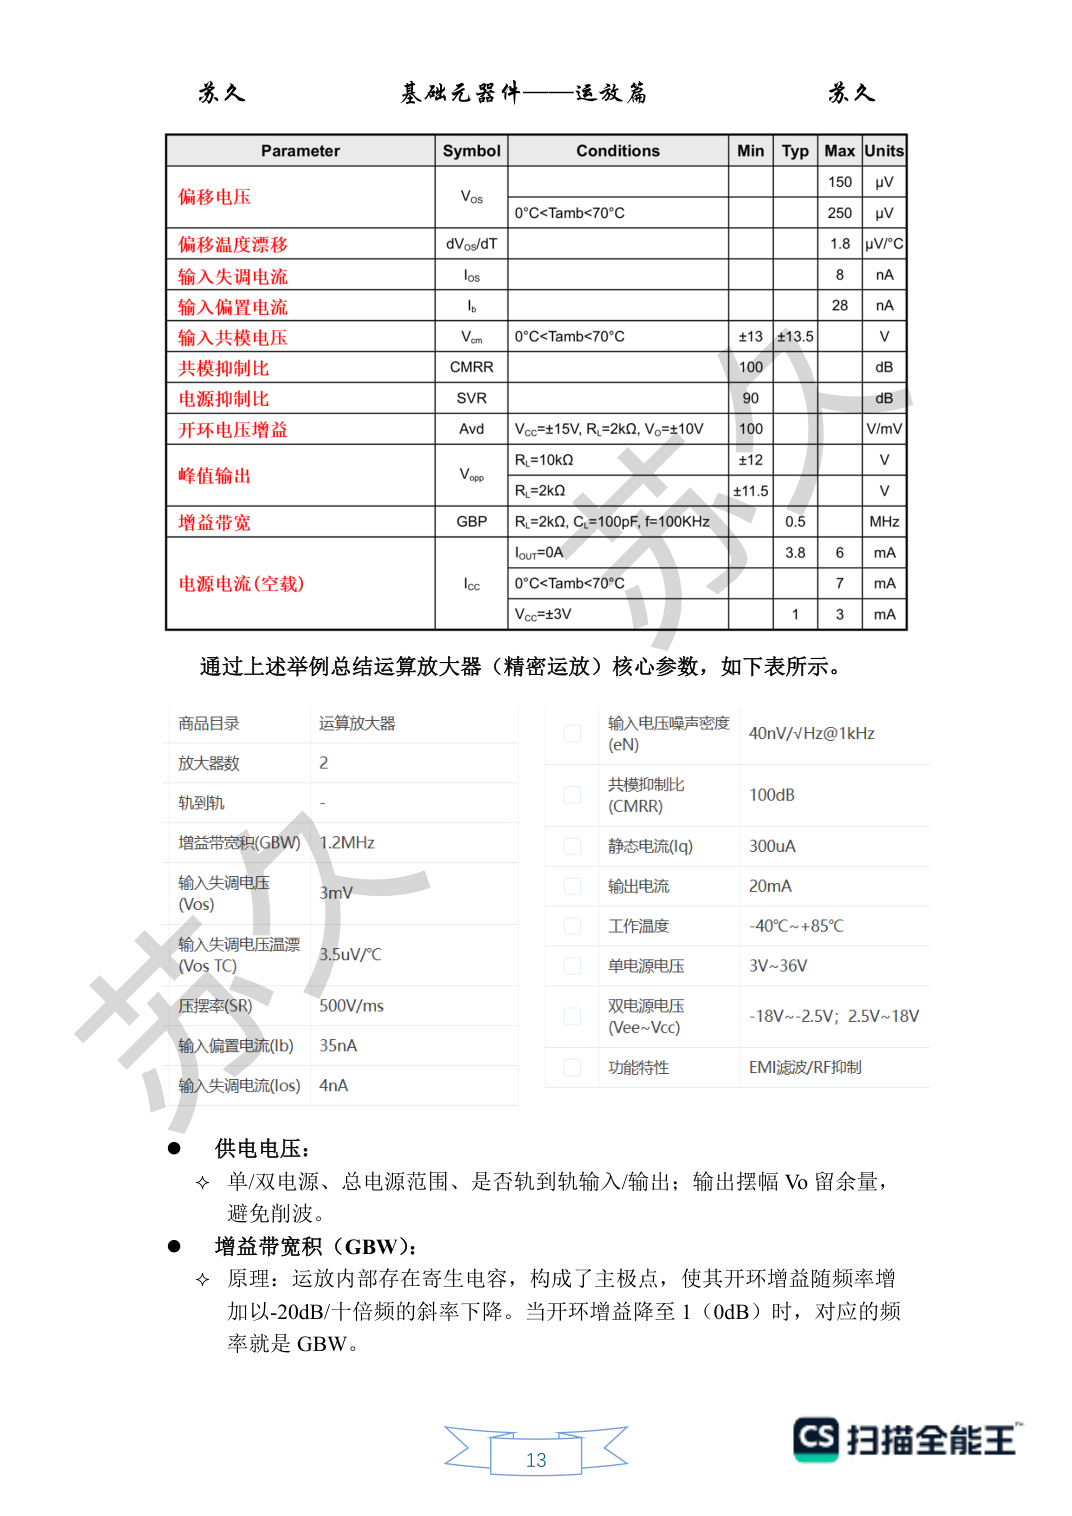 苏久 基础元器件——运放篇 苏久
Parameter Symbol Conditions Min Typ Max Units
偏移电压 VOS 150 μV
0°C<Tamb<70°C 250 μV
偏移温度漂移 dVOS/dT 1.8 μV/°C
输入失调电流 IOS 8 nA
输入偏置电流 Ib 28 nA
输入共模电压 Vcm 0°C<Tamb<70°C ±13 ±13.5 V
共模抑制比 CMRR 100 dB
电源抑制比 SVR 90 dB
开环电压增益 Avd VCC=±15V, RL=2kΩ, VO=±10V 100 V/mV
峰值输出 Vopp RL=10kΩ ±12 V
RL=2kΩ ±11.5 V
增益带宽 GBP RL=2kΩ, CL=100pF, f=100KHz 0.5 MHz
电源电流(空载) ICC IOUT=0A 3.8 6 mA
0°C<Tamb<70°C 7 mA
VCC=±3V 1 3 mA
通过上述举例总结运算放大器（精密运放）核心参数，如下表所示。
商品目录 运算放大器
放大器数 2
轨到轨 -
增益带宽积(GBW) 1.2MHz
输入失调电压
(Vos) 3mV
输入失调电压温漂
(Vos TC) 3.5uV/℃
压摆率(SR) 500V/ms
输入偏置电流(Ib) 35nA
输入失调电流(Ios) 4nA
输入电压噪声密度
(eN) 40nV/√Hz@1kHz
共模抑制比
(CMRR) 100dB
静态电流(Iq) 300uA
输出电流 20mA
工作温度 -40℃~+85℃
单电源电压 3V~36V
双电源电压
(Vee~Vcc) -18V~-2.5V；2.5V~18V
功能特性 EMI滤波/RF抑制
● 供电电压：
✧ 单/双电源、总电源范围、是否轨到轨输入/输出；输出摆幅 Vo 留余量，
避免削波。
● 增益带宽积（GBW）：
✧ 原理：运放内部存在寄生电容，构成了主极点，使其开环增益随频率增
加以-20dB/十倍频的斜率下降。当开环增益降至 1（0dB）时，对应的频
率就是 GBW。
13
CS 扫描全能王™
苏久
苏久